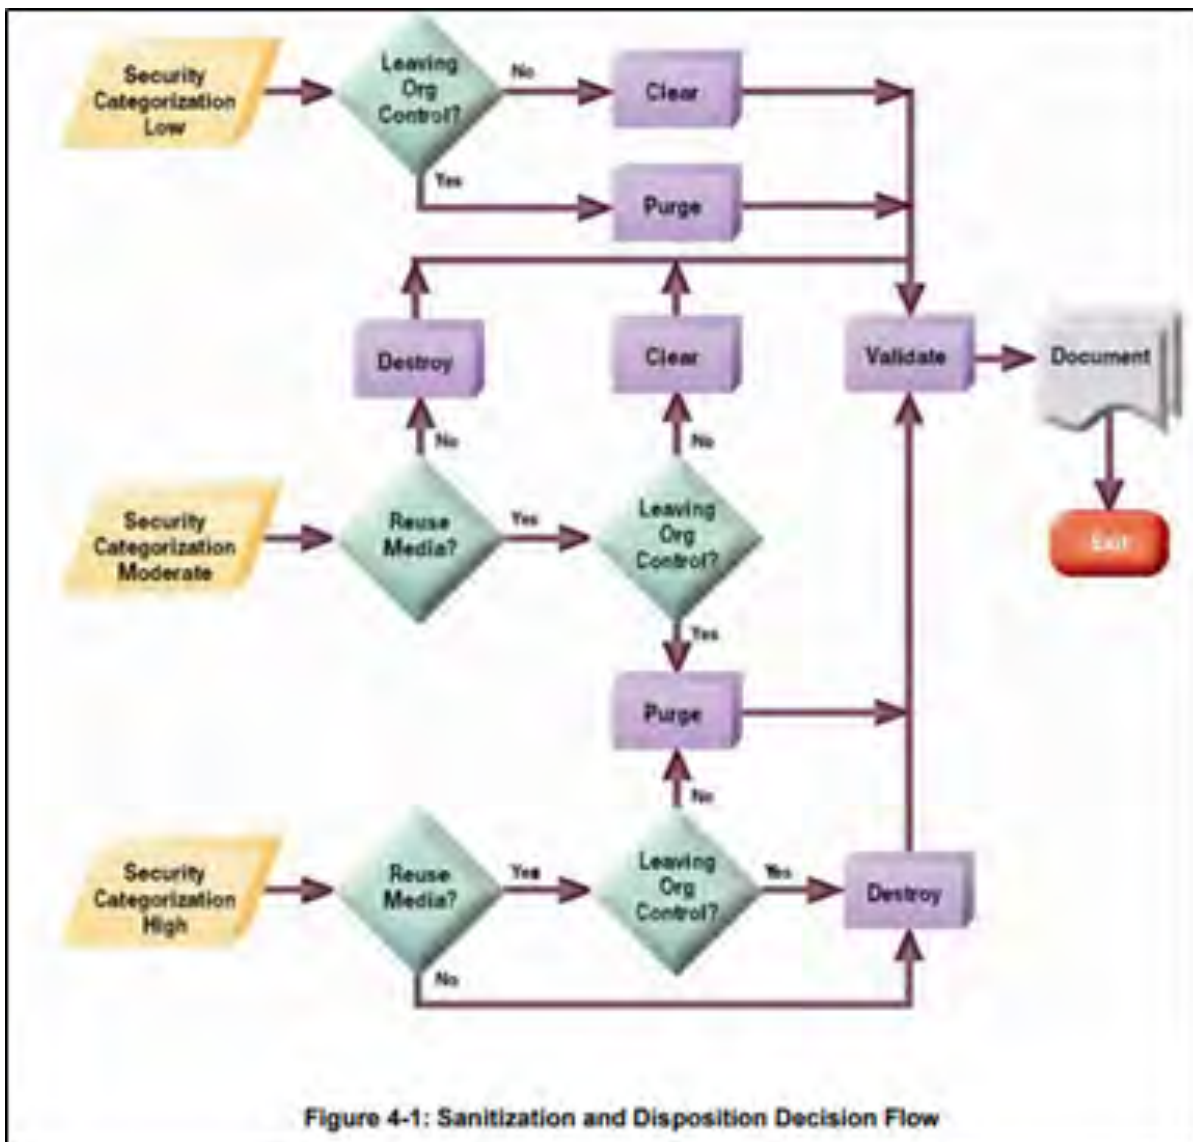 Security
Categorization
Low
Leaving
Org
Control?
No
Clear
Yes
Purge
Destroy
Clear
Validate
Document
No
No
Security
Categorization
Moderate
Reuse
Media?
Yes
Leaving
Org
Control?
Exit
Yes
Purge
No
Security
Categorization
High
Reuse
Media?
Yes
Leaving
Org
Control?
Yes
Destroy
No
Figure 4-1: Sanitization and Disposition Decision Flow